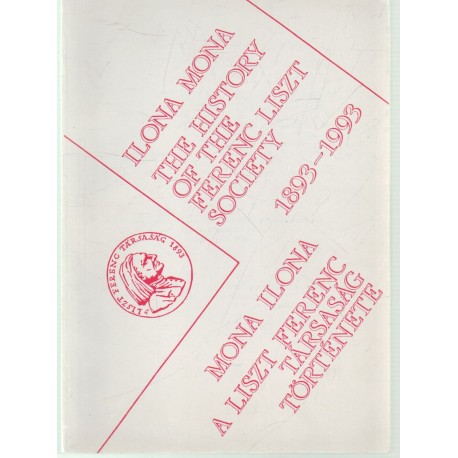 ILONA MONA
THE HISTORY
OF THE
FERENC LISZT
SOCIETY
1893-1993
LISZT FERENC TÁRSASÁG 1893
MONA ILONA
A LISZT FERENC
TÁRSASÁG
TÖRTÉNETE